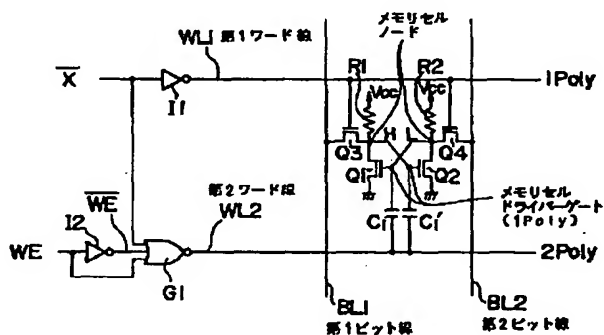 メモリセル
ノード
WL1 第1ワード線
X
I1
R1
R2
Vcc
Vcc
1Poly
Q3
H
L
Q4
Q1
Q2
第2ワード線
WL2
I2
WE
WE
G1
C1
C1'
メモリセル
ドライバーゲート
(1Poly)
2Poly
BL1
第1ビット線
BL2
第2ビット線